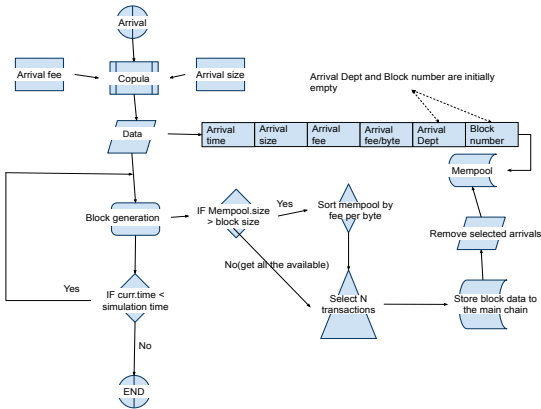 Arrival
Arrival fee
Copula
Arrival size
Arrival Dept and Block number are initially
empty
Data
Arrival
time
Arrival
size
Arrival
fee
Arrival
fee/byte
Arrival
Dept
Block
number
Mempool
Block generation
IF Mempool.size
> block size
Yes
Sort mempool by
fee per byte
Remove selected arrivals
No(get all the available)
Yes
IF curr.time <
simulation time
Select N
transactions
Store block data to
the main chain
No
END